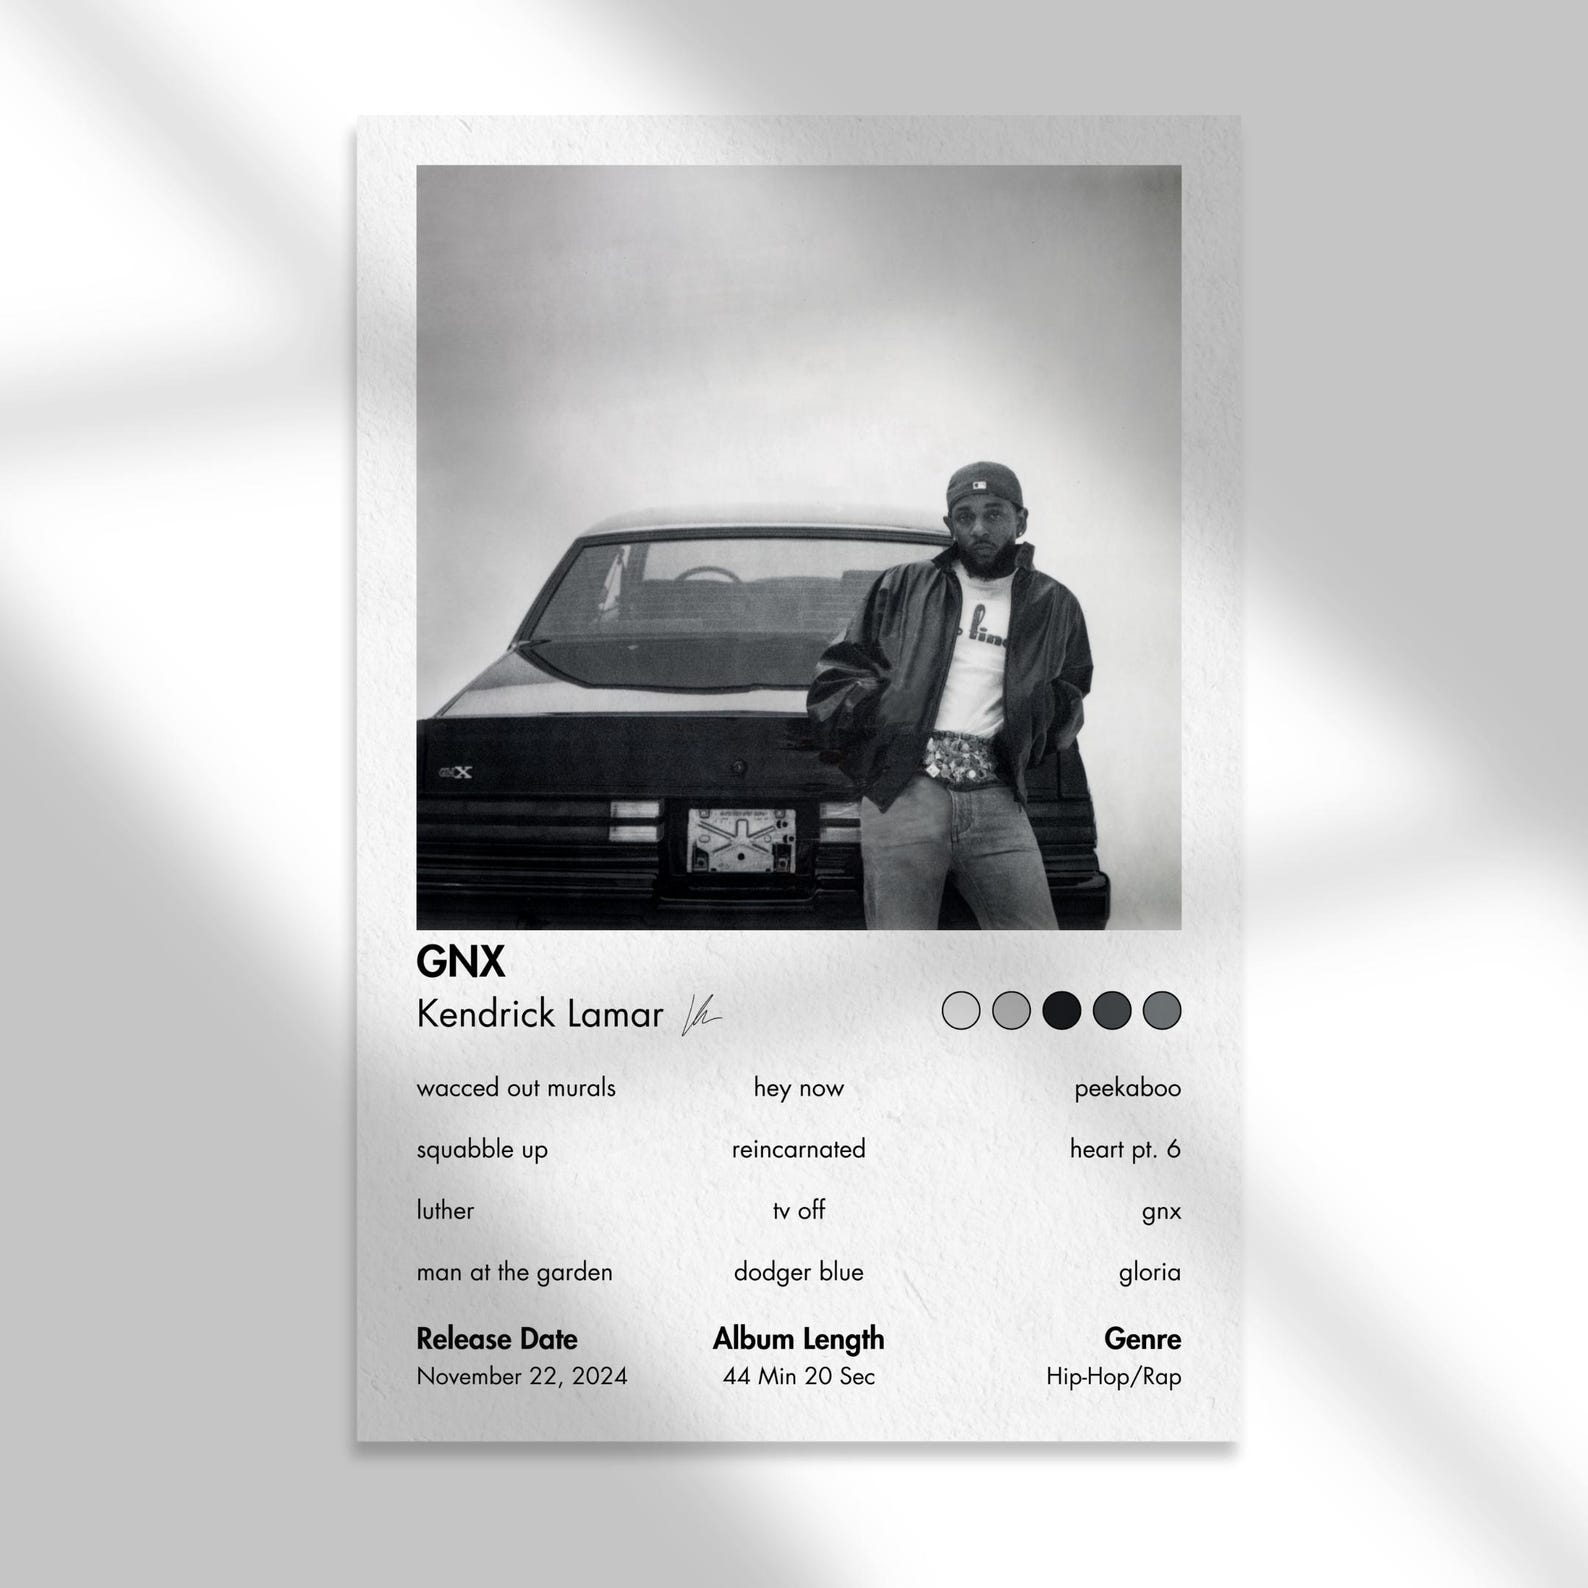 GNX
GNX
Kendrick Lamar
wacced out murals
hey now
peekaboo
squabble up
reincarnated
heart pt. 6
luther
tv off
gnx
man at the garden
dodger blue
gloria
Release Date
Album Length
Genre
November 22, 2024
44 Min 20 Sec
Hip-Hop/Rap